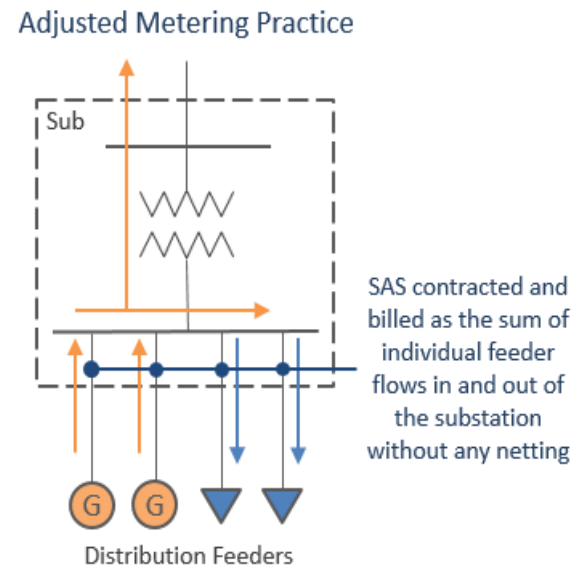 Adjusted Metering Practice
Sub
SAS contracted and
billed as the sum of
individual feeder
flows in and out of
the substation
without any netting
G
G
Distribution Feeders